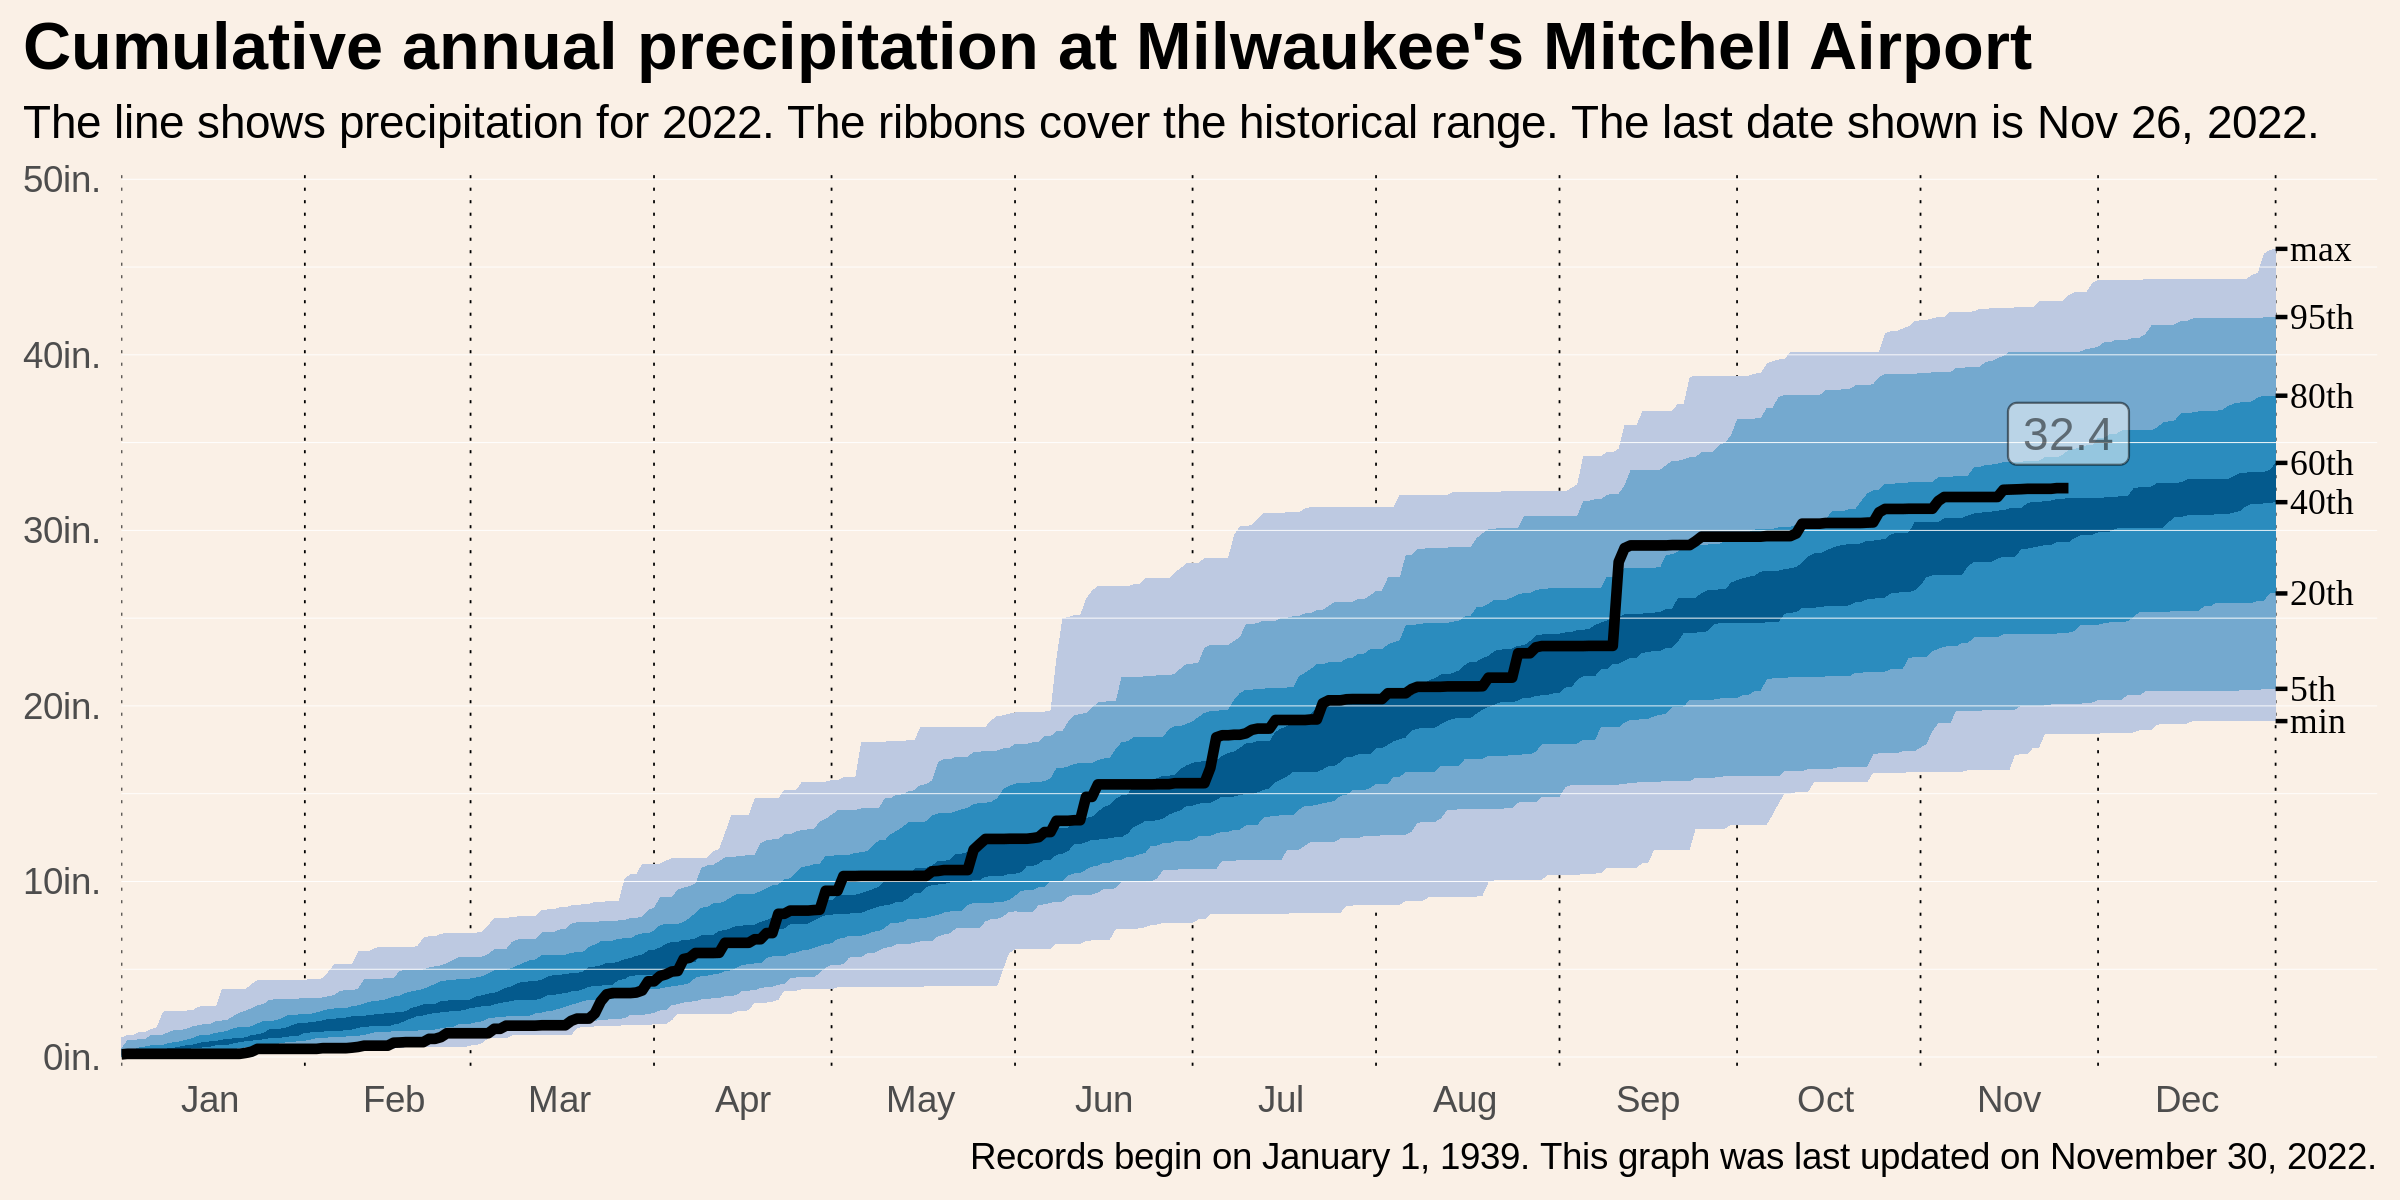 Cumulative annual precipitation at Milwaukee's Mitchell Airport
The line shows precipitation for 2022. The ribbons cover the historical range. The last date shown is Nov 26, 2022.
50in.
40in.
30in.
20in.
10in.
0in.
max
95th
80th
60th
40th
20th
5th
min
32.4
Jan Feb Mar Apr May Jun Jul Aug Sep Oct Nov Dec
Records begin on January 1, 1939. This graph was last updated on November 30, 2022.